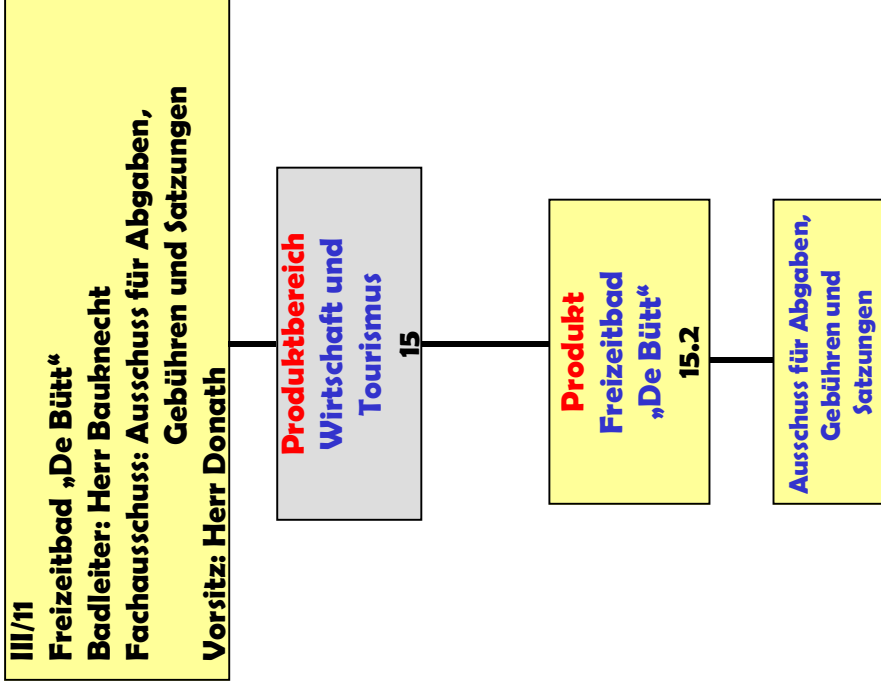 III/11
Freizeitbad „De Bütt“
Badleiter: Herr Bauknecht
Fachausschuss: Ausschuss für Abgaben,
Gebühren und Satzungen
Vorsitz: Herr Donath
Produktbereich
Wirtschaft und
Tourismus
15
Produkt
Freizeitbad
„De Bütt“
15.2
Ausschuss für Abgaben,
Gebühren und
Satzungen